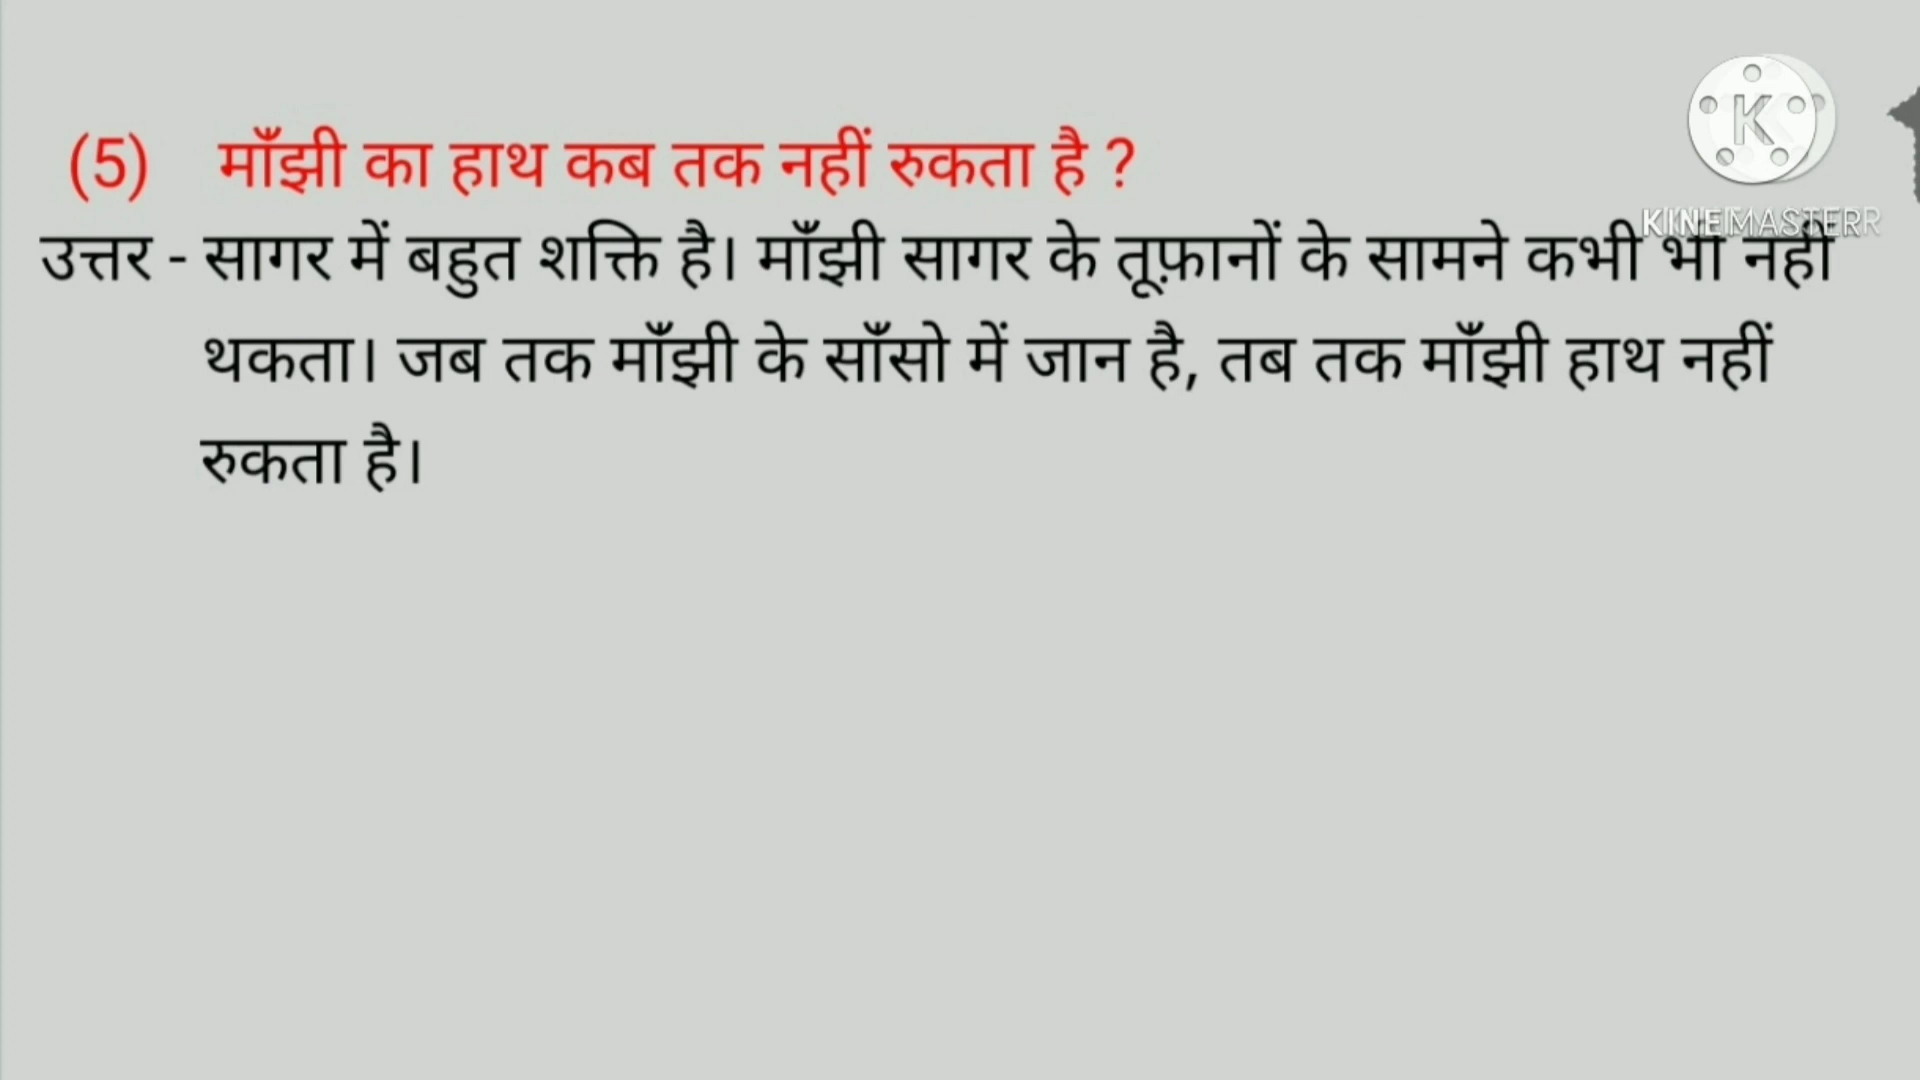 (5) माँझी का हाथ कब तक नहीं रुकता है ?
उत्तर - सागर में बहुत शक्ति है। माँझी सागर के तूफ़ानों के सामने कभी भी नहीं
थकता। जब तक माँझी के साँसो में जान है, तब तक माँझी हाथ नहीं
रुकता है।
K
KINEMASTER